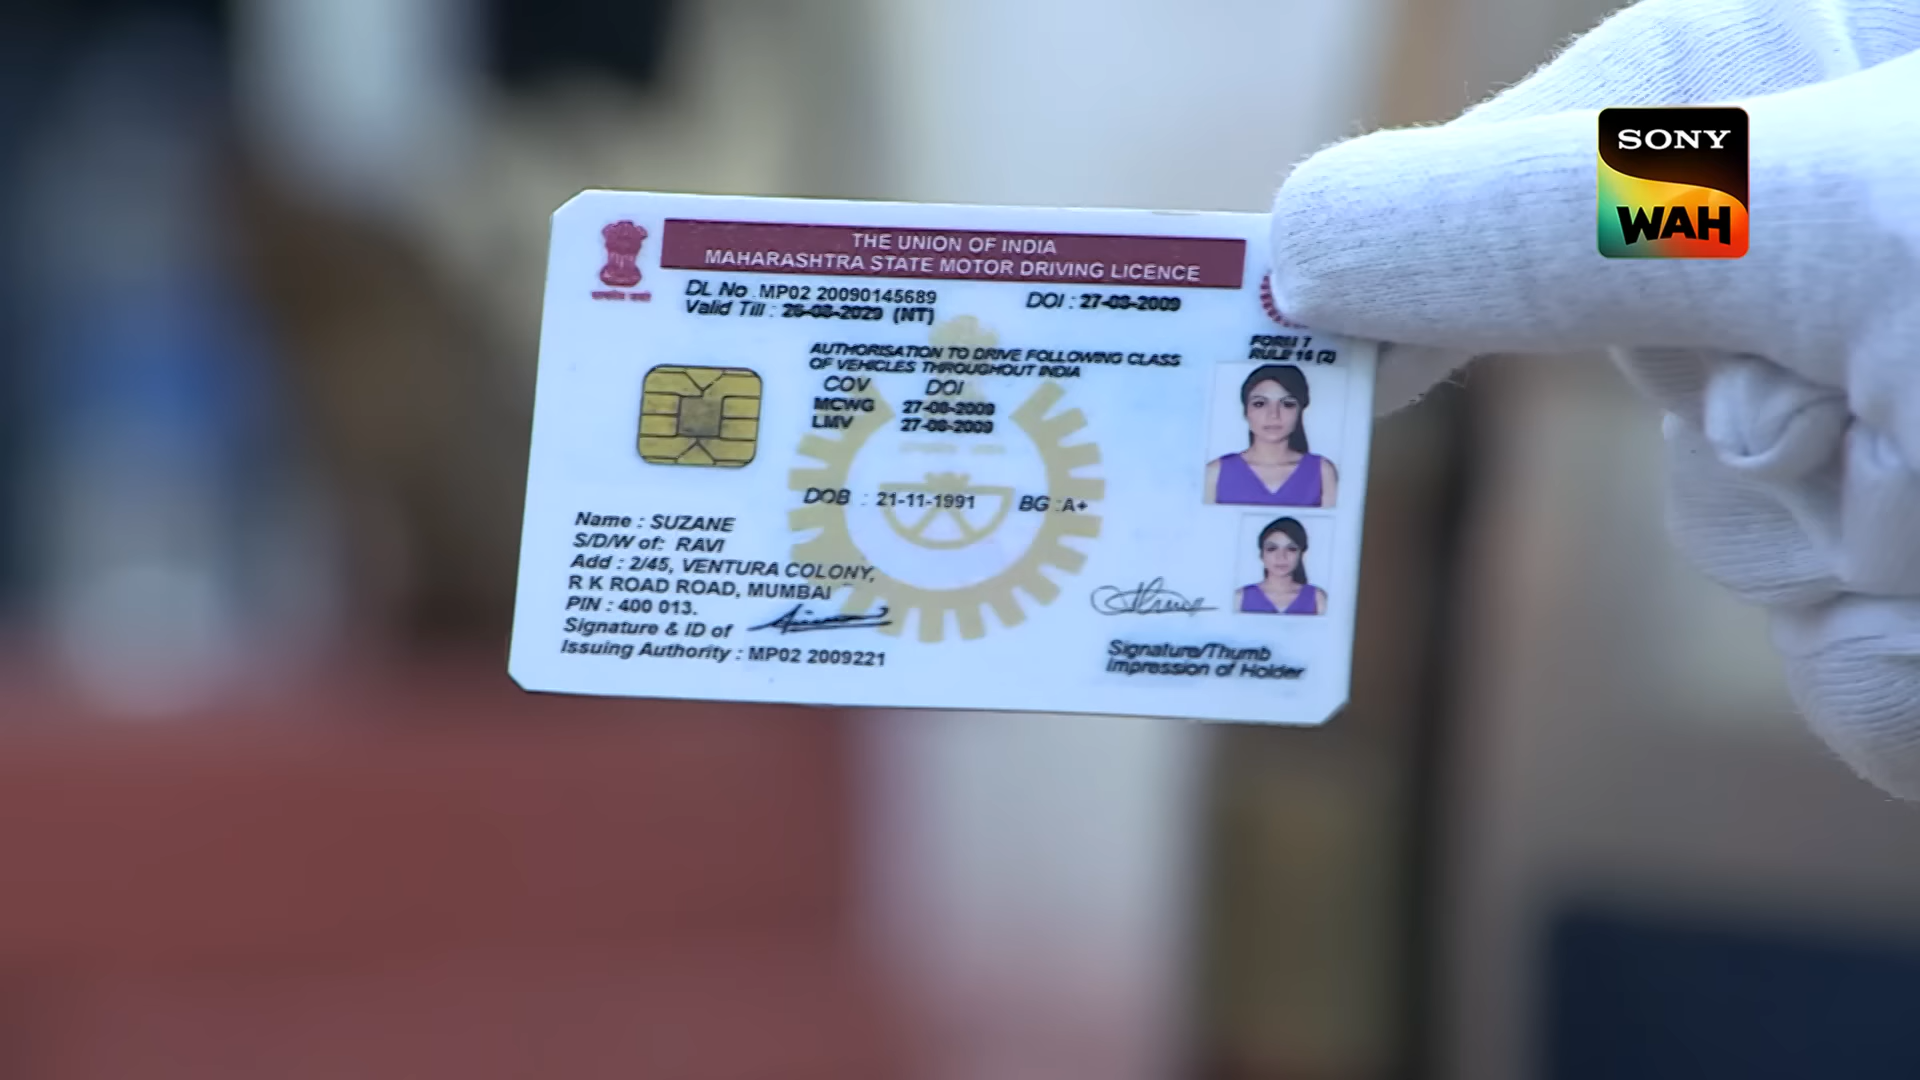 SONY
WAH
THE UNION OF INDIA
MAHARASHTRA STATE MOTOR DRIVING LICENCE
DL No MP02 20090145689
DOI : 27-08-2009
Valid Till : 26-08-2029 (NT)
FORM 7
RULE 16 (2)
AUTHORISATION TO DRIVE FOLLOWING CLASS
OF VEHICLES THROUGHOUT INDIA
COV DOI
MCWG 27-08-2009
LMV 27-08-2009
DOB : 21-11-1991 BG : A+
Name : SUZANE
S/D/W of: RAVI
Add : 2/45, VENTURA COLONY,
R K ROAD ROAD, MUMBAI
PIN : 400 013.
Signature & ID of
Issuing Authority : MP02 2009221
Signature/Thumb
Impression of Holder